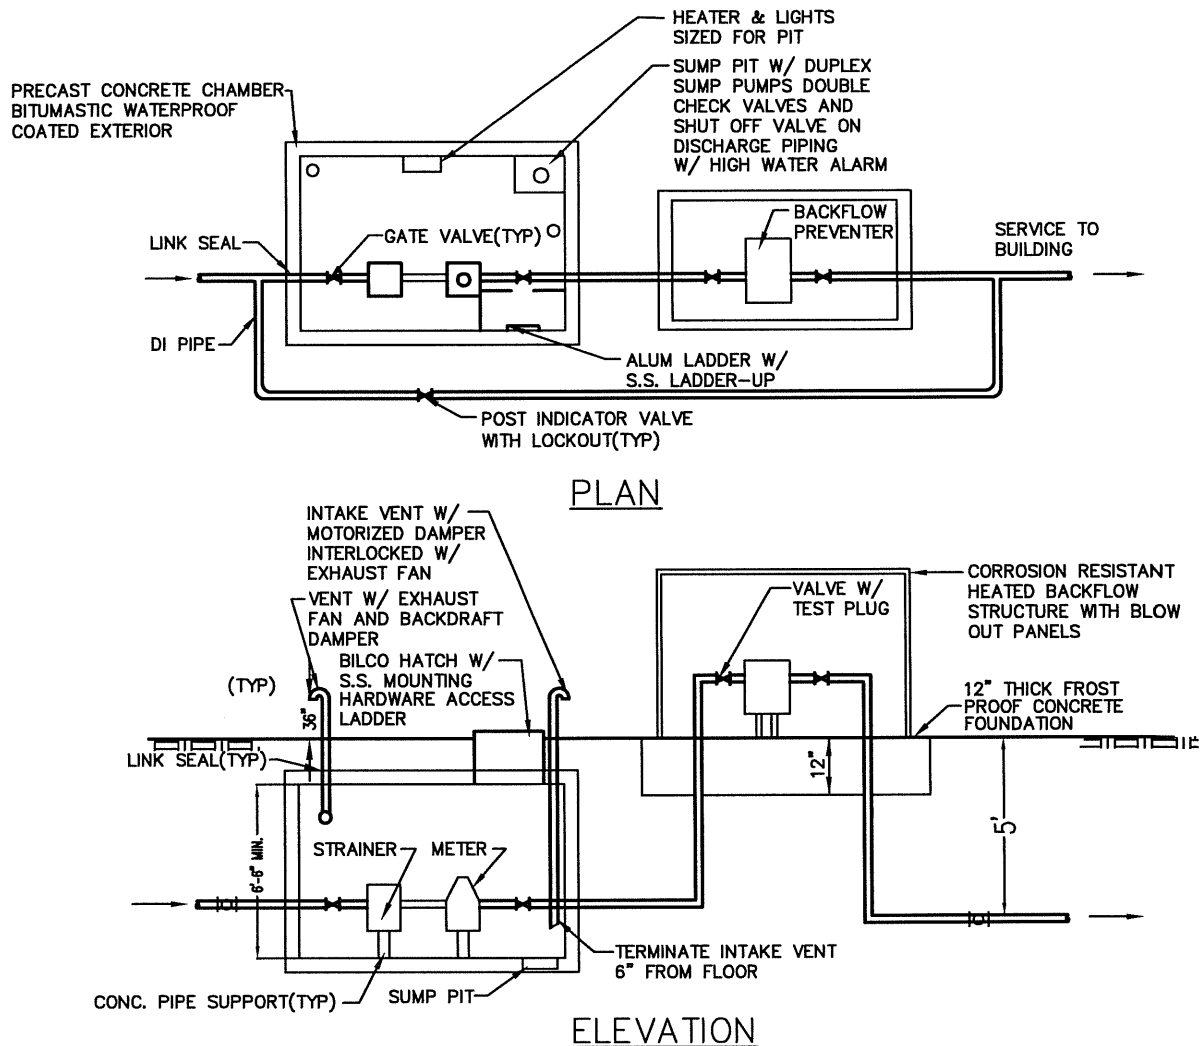 HEATER & LIGHTS
SIZED FOR PIT
SUMP PIT W/ DUPLEX
SUMP PUMPS DOUBLE
CHECK VALVES AND
SHUT OFF VALVE ON
DISCHARGE PIPING
W/ HIGH WATER ALARM
PRECAST CONCRETE CHAMBER
BITUMASTIC WATERPROOF
COATED EXTERIOR
LINK SEAL
GATE VALVE(TYP)
BACKFLOW
PREVENTER
SERVICE TO
BUILDING
DI PIPE
ALUM LADDER W/
S.S. LADDER-UP
POST INDICATOR VALVE
WITH LOCKOUT(TYP)
PLAN
INTAKE VENT W/
MOTORIZED DAMPER
INTERLOCKED W/
EXHAUST FAN
VENT W/ EXHAUST
FAN AND BACKDRAFT
DAMPER
BILCO HATCH W/
S.S. MOUNTING
HARDWARE ACCESS
LADDER
(TYP)
36"
LINK SEAL(TYP)
VALVE W/
TEST PLUG
CORROSION RESISTANT
HEATED BACKFLOW
STRUCTURE WITH BLOW
OUT PANELS
12" THICK FROST
PROOF CONCRETE
FOUNDATION
12"
5'
6'-6" MIN.
STRAINER
METER
TERMINATE INTAKE VENT
6" FROM FLOOR
CONC. PIPE SUPPORT(TYP)
SUMP PIT
ELEVATION